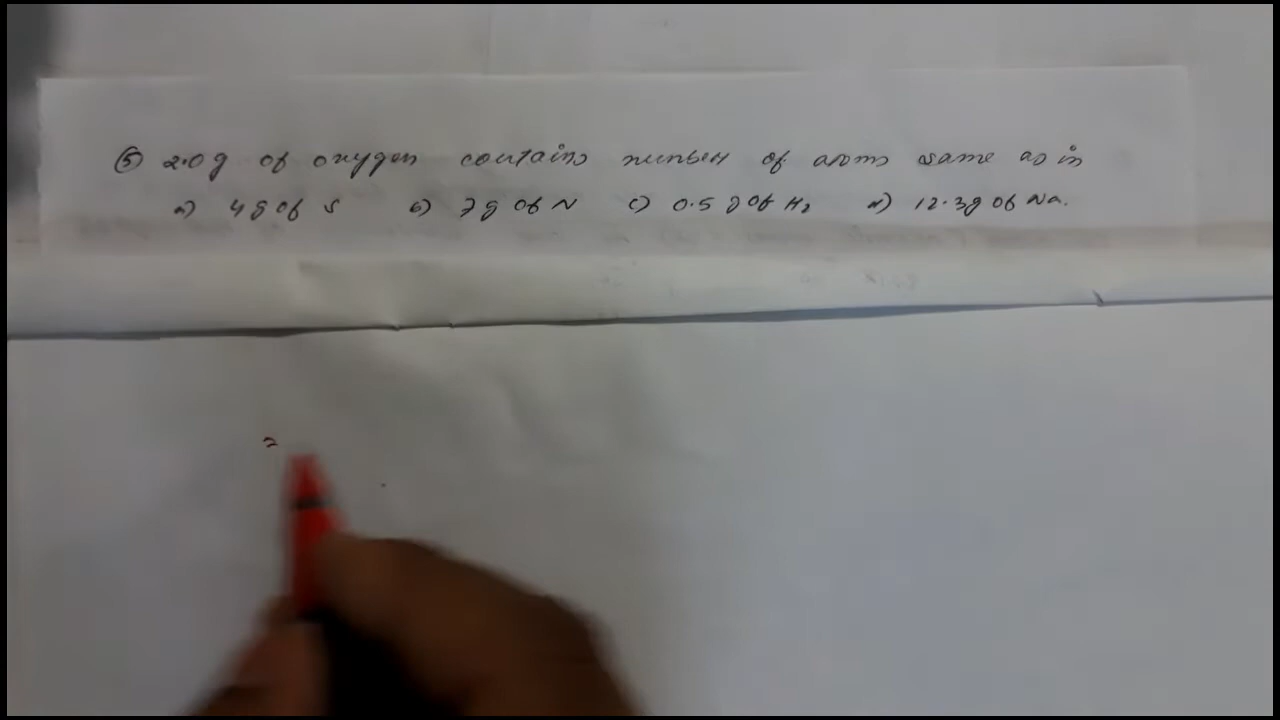 ⑤ 2.0g of oxygen contains number of atoms same as in
a) 4g of S b) 7g of N c) 0.5 g of H₂ d) 12.3g of Na.
=